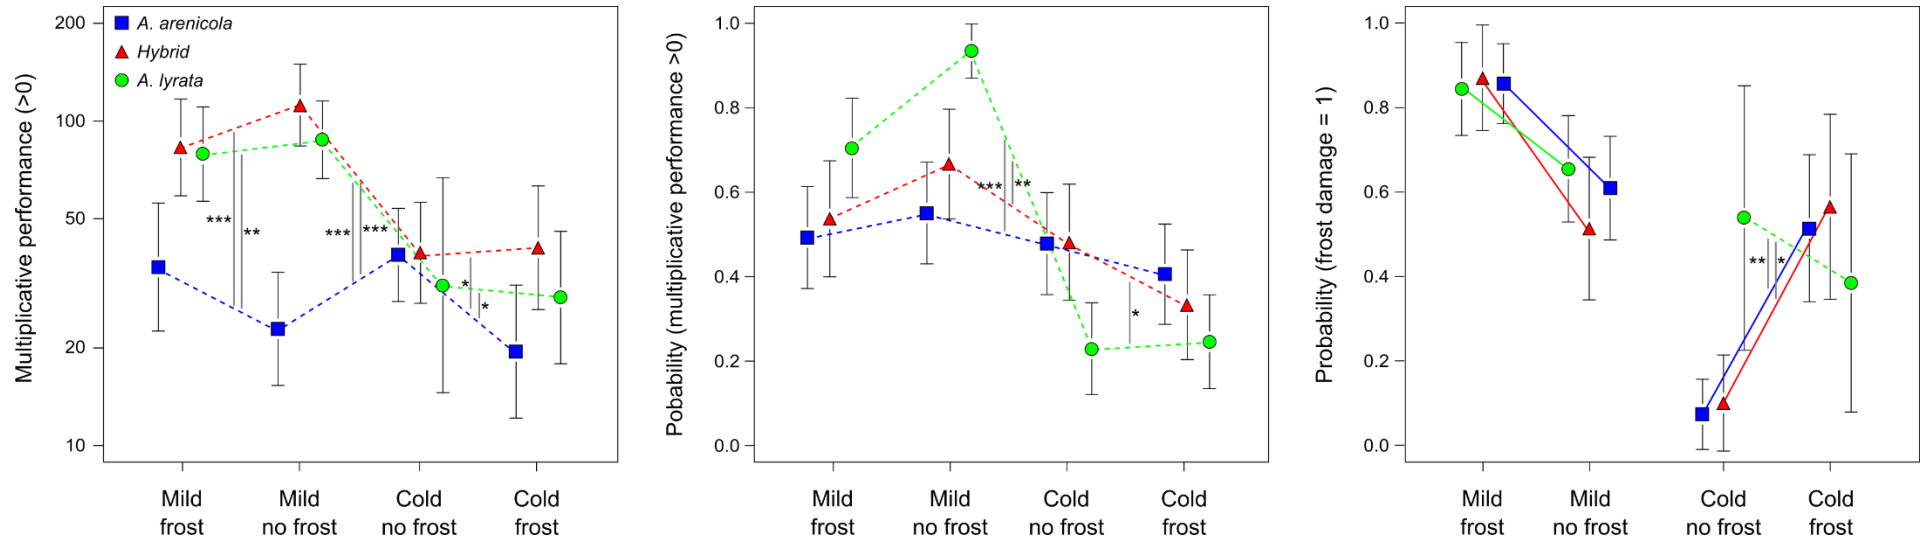 Multiplicative performance (>0)
200
100
50
20
10
A. arenicola
Hybrid
A. lyrata
***
**
***
***
*
*
Mild
frost
Mild
no frost
Cold
no frost
Cold
frost
Pobability (multiplicative performance >0)
1.0
0.8
0.6
0.4
0.2
0.0
***
**
*
Mild
frost
Mild
no frost
Cold
no frost
Cold
frost
Probability (frost damage = 1)
1.0
0.8
0.6
0.4
0.2
0.0
**
*
Mild
frost
Mild
no frost
Cold
no frost
Cold
frost